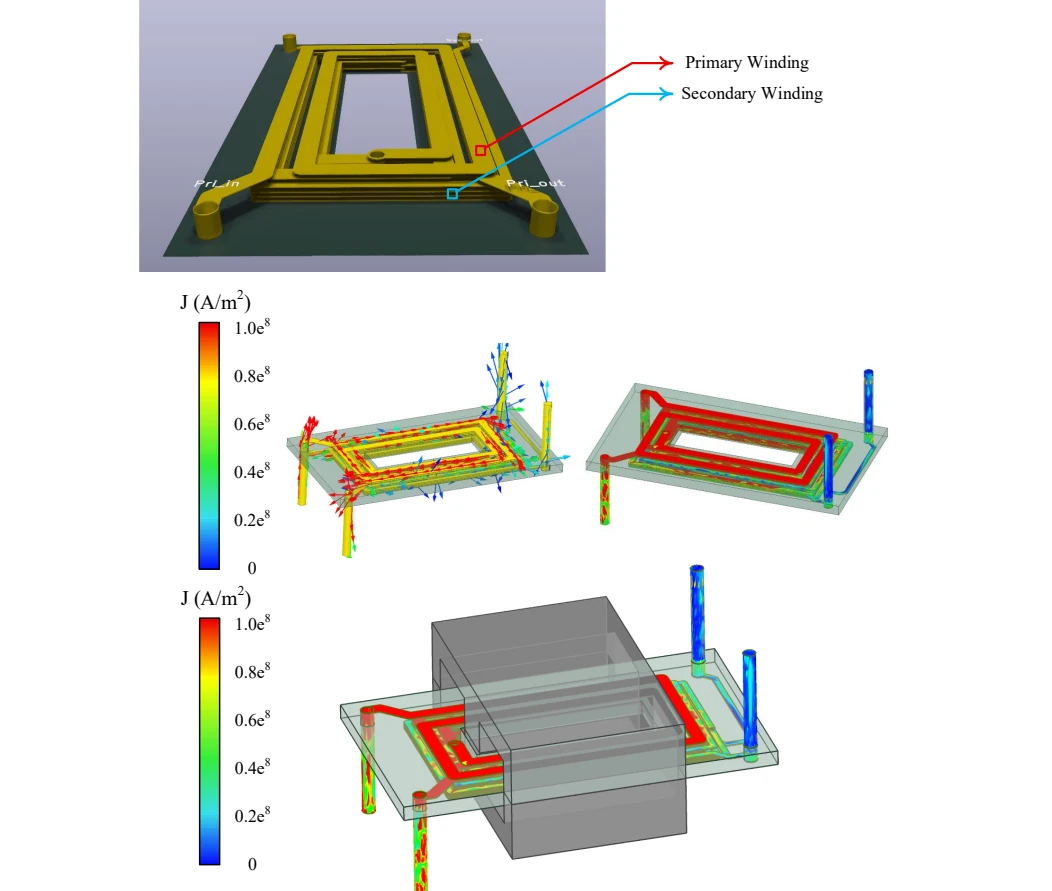 Primary Winding
Secondary Winding
Pri_in
Pri_out
J (A/m²)
1.0e⁸
0.8e⁸
0.6e⁸
0.4e⁸
0.2e⁸
0
J (A/m²)
1.0e⁸
0.8e⁸
0.6e⁸
0.4e⁸
0.2e⁸
0